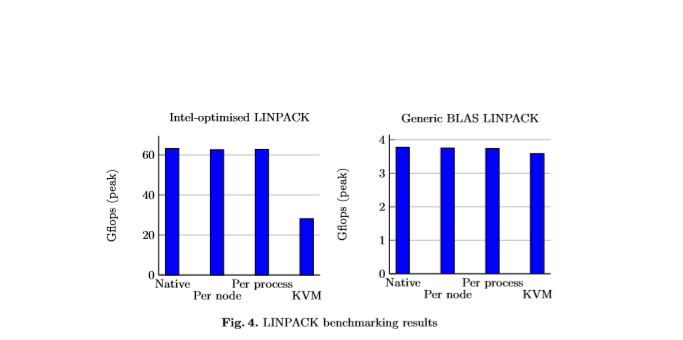 Intel-optimised LINPACK
Gflops (peak)
60
40
20
0
Native
Per process
Per node
KVM
Generic BLAS LINPACK
Gflops (peak)
4
3
2
1
0
Native
Per process
Per node
KVM
Fig. 4. LINPACK benchmarking results